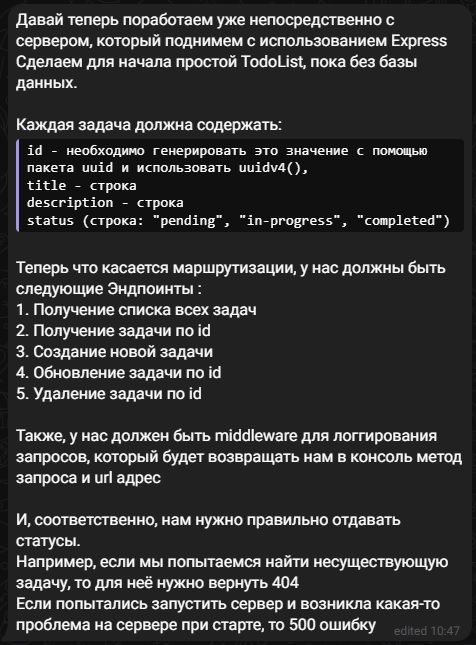 Давай теперь поработаем уже непосредственно с
сервером, который поднимем с использованием Express
Сделаем для начала простой TodoList, пока без базы
данных.
Каждая задача должна содержать:
id - необходимо генерировать это значение с помощью
пакета uuid и использовать uuidv4(),
title - строка
description - строка
status (строка: "pending", "in-progress", "completed")
Теперь что касается маршрутизации, у нас должны быть
следующие Эндпоинты :
1. Получение списка всех задач
2. Получение задачи по id
3. Создание новой задачи
4. Обновление задачи по id
5. Удаление задачи по id
Также, у нас должен быть middleware для логгирования
запросов, который будет возвращать нам в консоль метод
запроса и url адрес
И, соответственно, нам нужно правильно отдавать
статусы.
Например, если мы попытаемся найти несуществующую
задачу, то для неё нужно вернуть 404
Если попытались запустить сервер и возникла какая-то
проблема на сервере при старте, то 500 ошибку
edited 10:47